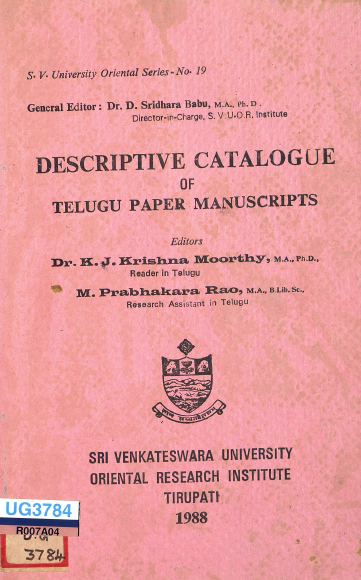 S. V. University Oriental Series - No. 19
General Editor : Dr. D. Sridhara Babu, M.A., Ph. D.
Director-in-Charge, S. V. U. O. R. Institute
DESCRIPTIVE CATALOGUE
OF
TELUGU PAPER MANUSCRIPTS
Editors
Dr. K. J. Krishna Moorthy, M.A., Ph.D.,
Reader in Telugu
M. Prabhakara Rao, M.A., B.Lib. Sc.,
Research Assistant in Telugu
SRI VENKATESWARA UNIVERSITY
ORIENTAL RESEARCH INSTITUTE
TIRUPATI
1988
UG3784
R007A04
3784